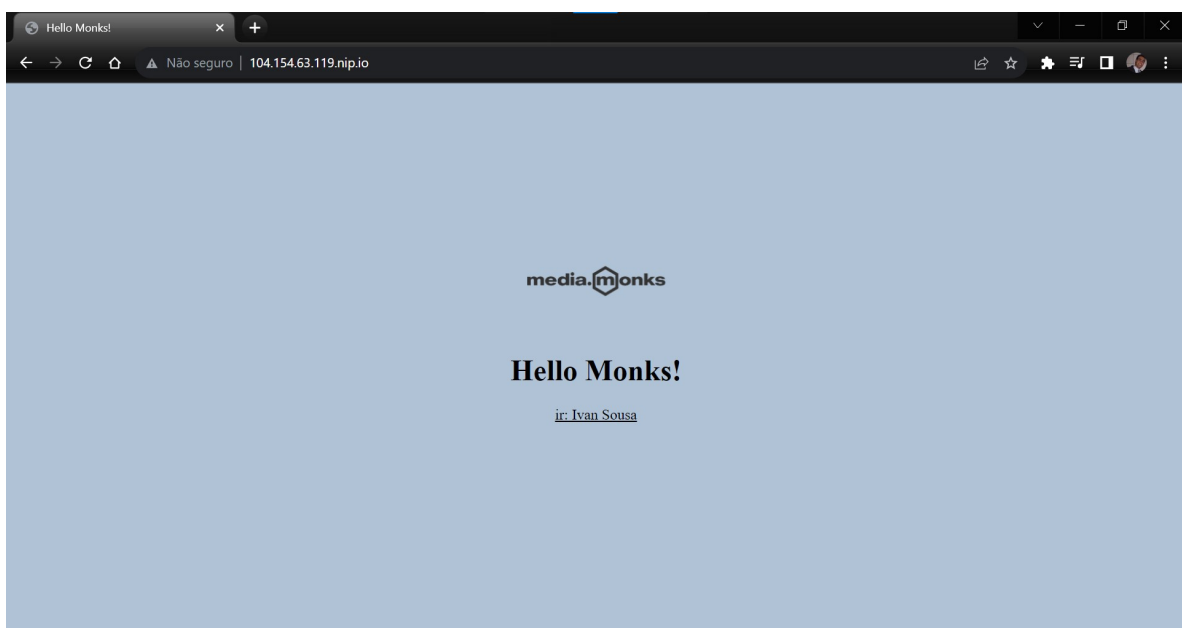 Hello Monks!
Não seguro | 104.154.63.119.nip.io
media.monks
Hello Monks!
ir: Ivan Sousa